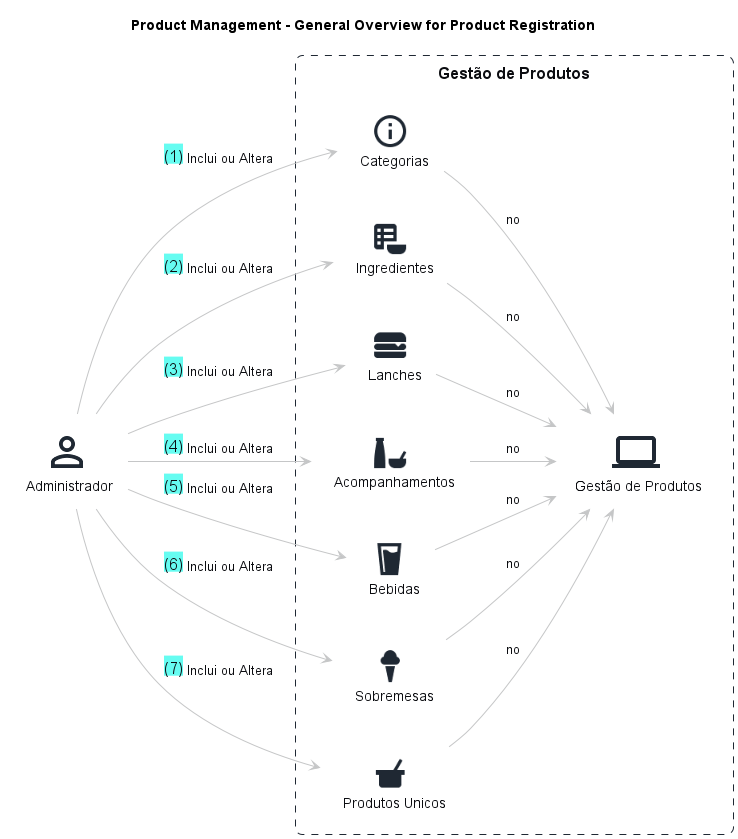 Product Management - General Overview for Product Registration
Gestão de Produtos
(1) Inclui ou Altera
Categorias
no
(2) Inclui ou Altera
Ingredientes
no
(3) Inclui ou Altera
Lanches
no
(4) Inclui ou Altera
Acompanhamentos
no
Administrador
Gestão de Produtos
(5) Inclui ou Altera
no
Bebidas
(6) Inclui ou Altera
no
Sobremesas
(7) Inclui ou Altera
no
Produtos Unicos